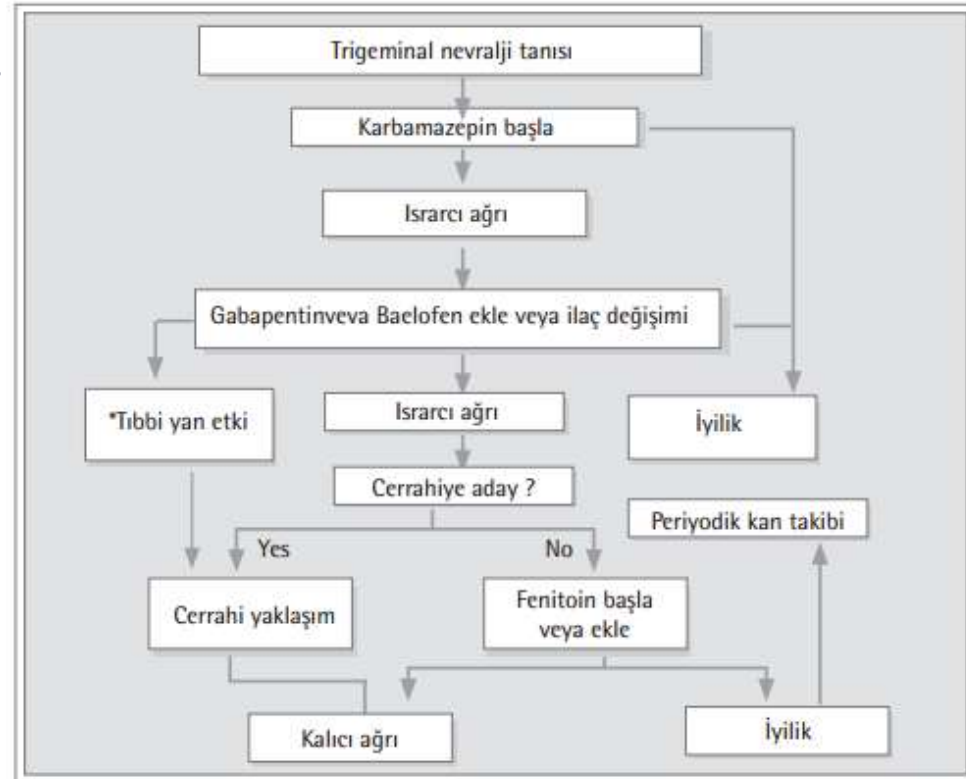 Trigeminal nevralji tanısı
Karbamazepin başla
Israrcı ağrı
Gabapentinveva Baelofen ekle veya ilaç değişimi
*Tıbbi yan etki
Israrcı ağrı
İyilik
Cerrahiye aday ?
Periyodik kan takibi
Yes
No
Cerrahi yaklaşım
Fenitoin başla
veya ekle
Kalıcı ağrı
İyilik